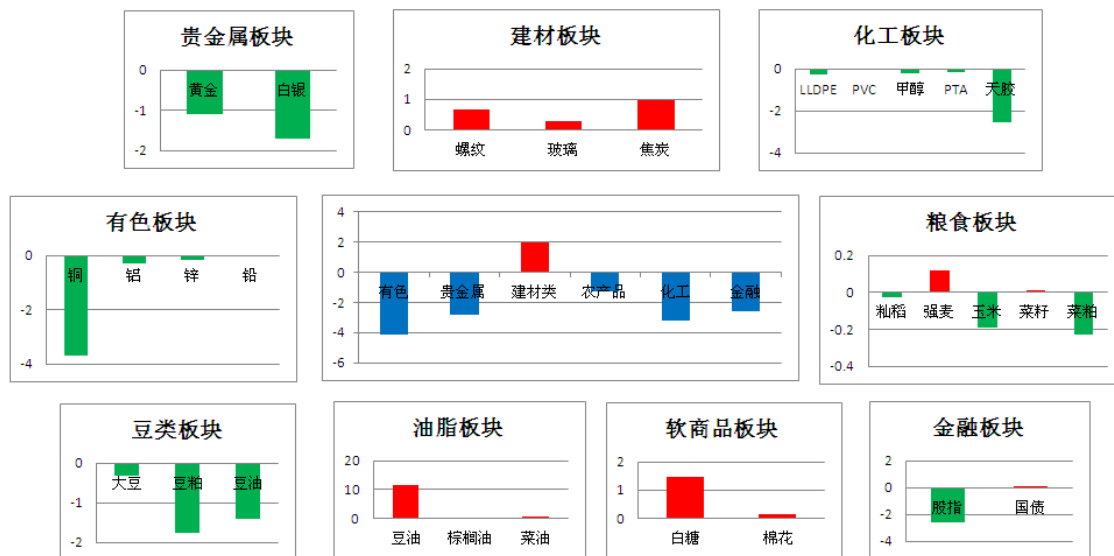 贵金属板块
0
-1
-2
黄金
白银
建材板块
2
1
0
螺纹
玻璃
焦炭
化工板块
0
-2
-4
LLDPE
PVC
甲醇
PTA
天胶
有色板块
0
-2
-4
铜
铝
锌
铅
4
2
0
-2
-4
-6
有色
贵金属
建材类
农产品
化工
金融
粮食板块
0.2
0
-0.2
-0.4
籼稻
强麦
玉米
菜籽
菜粕
豆类板块
0
-1
-2
大豆
豆粕
豆油
油脂板块
20
10
0
豆油
棕榈油
菜油
软商品板块
2
1
0
白糖
棉花
金融板块
2
0
-2
-4
股指
国债